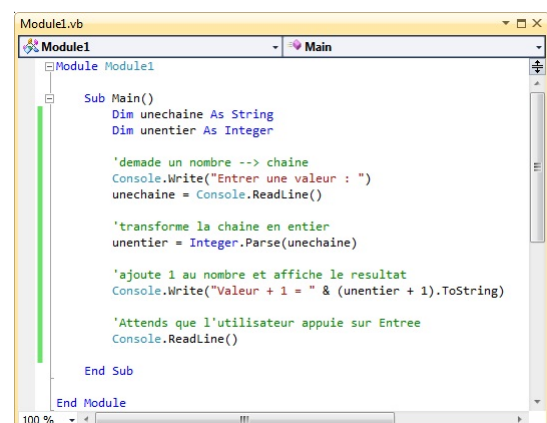 Module1.vb
Module1 Main
Module Module1
Sub Main()
Dim unechaine As String
Dim unentier As Integer
'demade un nombre --> chaine
Console.Write("Entrer une valeur : ")
unechaine = Console.ReadLine()
'transforme la chaine en entier
unentier = Integer.Parse(unechaine)
'ajoute 1 au nombre et affiche le resultat
Console.Write("Valeur + 1 = " & (unentier + 1).ToString)
'Attends que l'utilisateur appuie sur Entree
Console.ReadLine()
End Sub
End Module
100 %